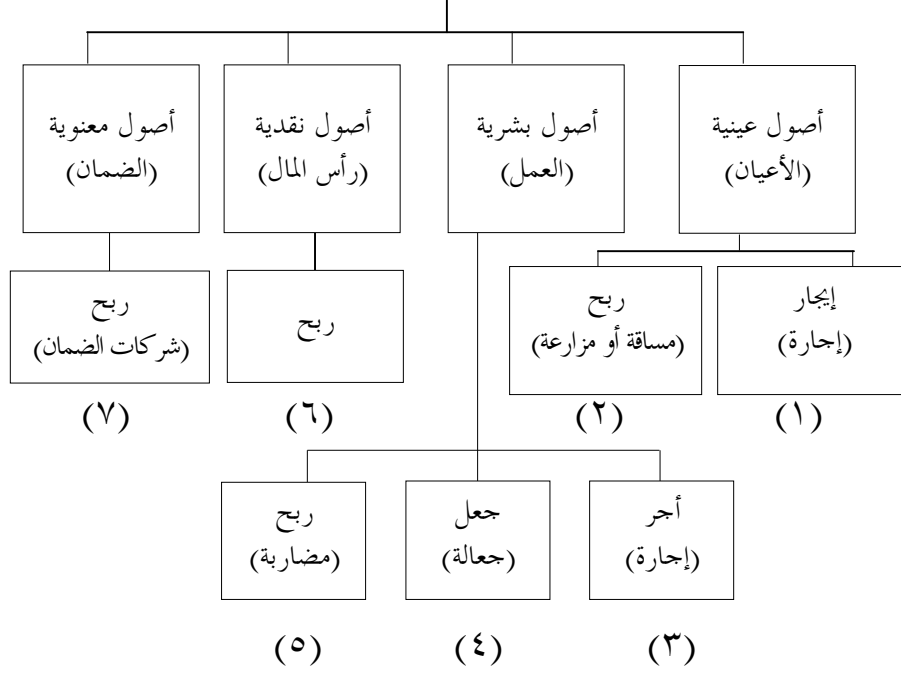 أصول عينية
(الأعيان)
أصول بشرية
(العمل)
أصول نقدية
(رأس المال)
أصول معنوية
(الضمان)
إيجار
(إجارة)
ربح
(مساقة أو مزارعة)
ربح
ربح
(شركات الضمان)
(١)
(٢)
(٦)
(٧)
أجر
(إجارة)
جعل
(جعالة)
ربح
(مضاربة)
(٣)
(٤)
(٥)